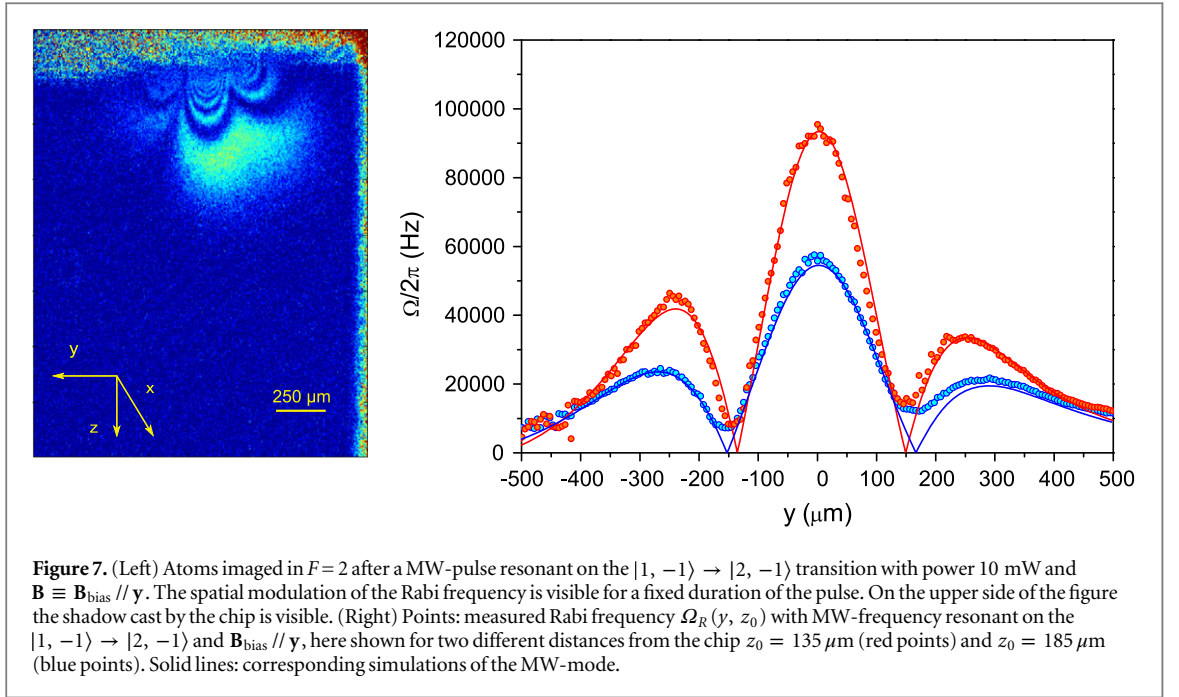 y
x
z
250 μm
120000
100000
80000
60000
40000
20000
0
Ω/2π (Hz)
-500 -400 -300 -200 -100 0 100 200 300 400 500
y (μm)
Figure 7. (Left) Atoms imaged in F = 2 after a MW-pulse resonant on the |1, −1⟩ → |2, −1⟩ transition with power 10 mW and
B ≡ B_bias // y. The spatial modulation of the Rabi frequency is visible for a fixed duration of the pulse. On the upper side of the figure
the shadow cast by the chip is visible. (Right) Points: measured Rabi frequency Ω_R (y, z_0) with MW-frequency resonant on the
|1, −1⟩ → |2, −1⟩ and B_bias // y, here shown for two different distances from the chip z_0 = 135 μm (red points) and z_0 = 185 μm
(blue points). Solid lines: corresponding simulations of the MW-mode.